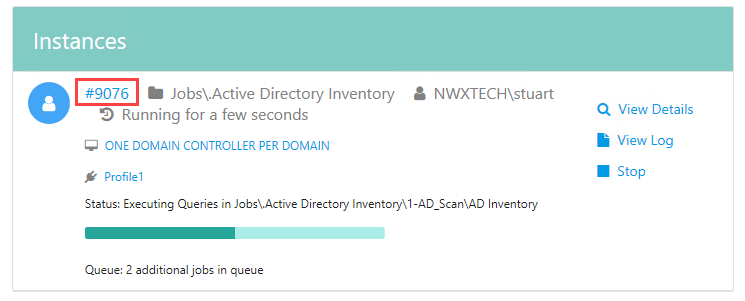 Instances
#9076 Jobs\.Active Directory Inventory NWXTECH\stuart
Running for a few seconds
ONE DOMAIN CONTROLLER PER DOMAIN
Profile1
Status: Executing Queries in Jobs\.Active Directory Inventory\1-AD_Scan\AD Inventory
Queue: 2 additional jobs in queue
View Details
View Log
Stop